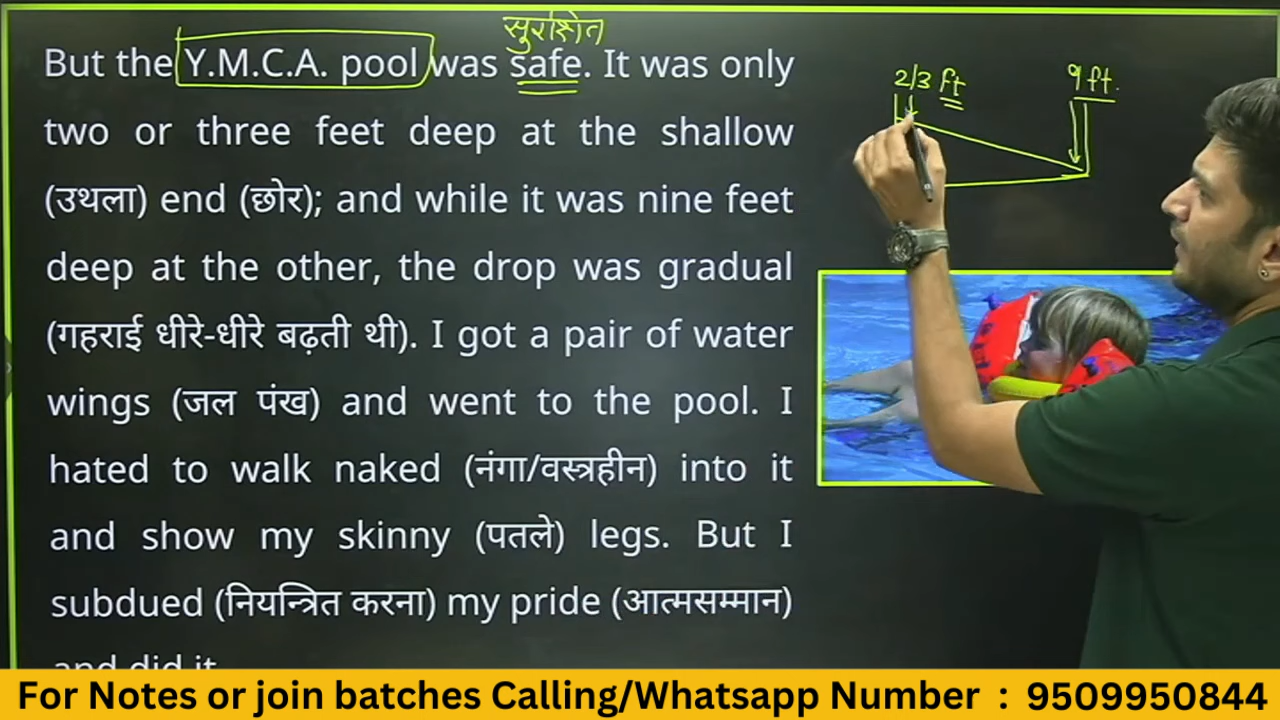 सुरक्षित
But the Y.M.C.A. pool was safe. It was only
two or three feet deep at the shallow
(उथला) end (छोर); and while it was nine feet
deep at the other, the drop was gradual
(गहराई धीरे-धीरे बढ़ती थी). I got a pair of water
wings (जल पंख) and went to the pool. I
hated to walk naked (नंगा/वस्त्रहीन) into it
and show my skinny (पतले) legs. But I
subdued (नियन्त्रित करना) my pride (आत्मसम्मान)
and did it
2/3 ft
9 ft.
For Notes or join batches Calling/Whatsapp Number : 9509950844